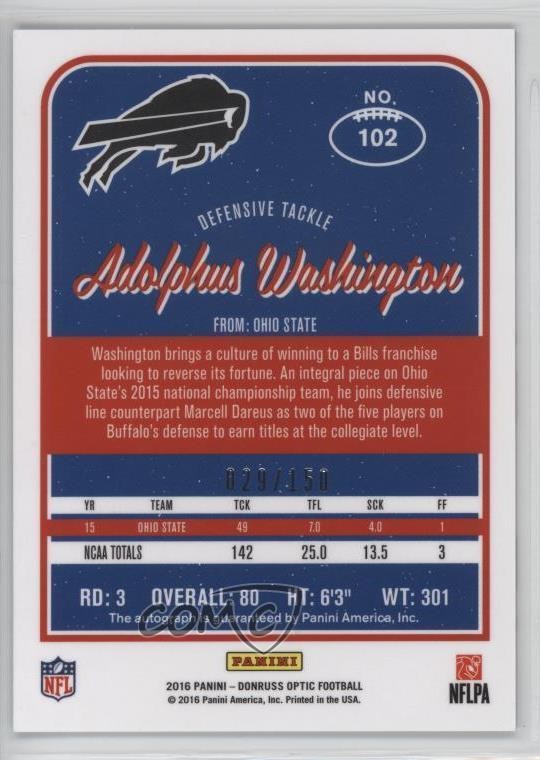 NO.
102
DEFENSIVE TACKLE
Adolphus Washington
FROM: OHIO STATE
Washington brings a culture of winning to a Bills franchise
looking to reverse its fortune. An integral piece on Ohio
State's 2015 national championship team, he joins defensive
line counterpart Marcell Dareus as two of the five players on
Buffalo's defense to earn titles at the collegiate level.
029/150
YR TEAM TCK TFL SCK FF
15 OHIO STATE 49 7.0 4.0 1
NCAA TOTALS 142 25.0 13.5 3
RD: 3 OVERALL: 80 HT: 6'3" WT: 301
The autograph is guaranteed by Panini America, Inc.
COMC
PANINI
NFL
NFLPA
2016 PANINI – DONRUSS OPTIC FOOTBALL
© 2016 Panini America, Inc. Printed in the USA.